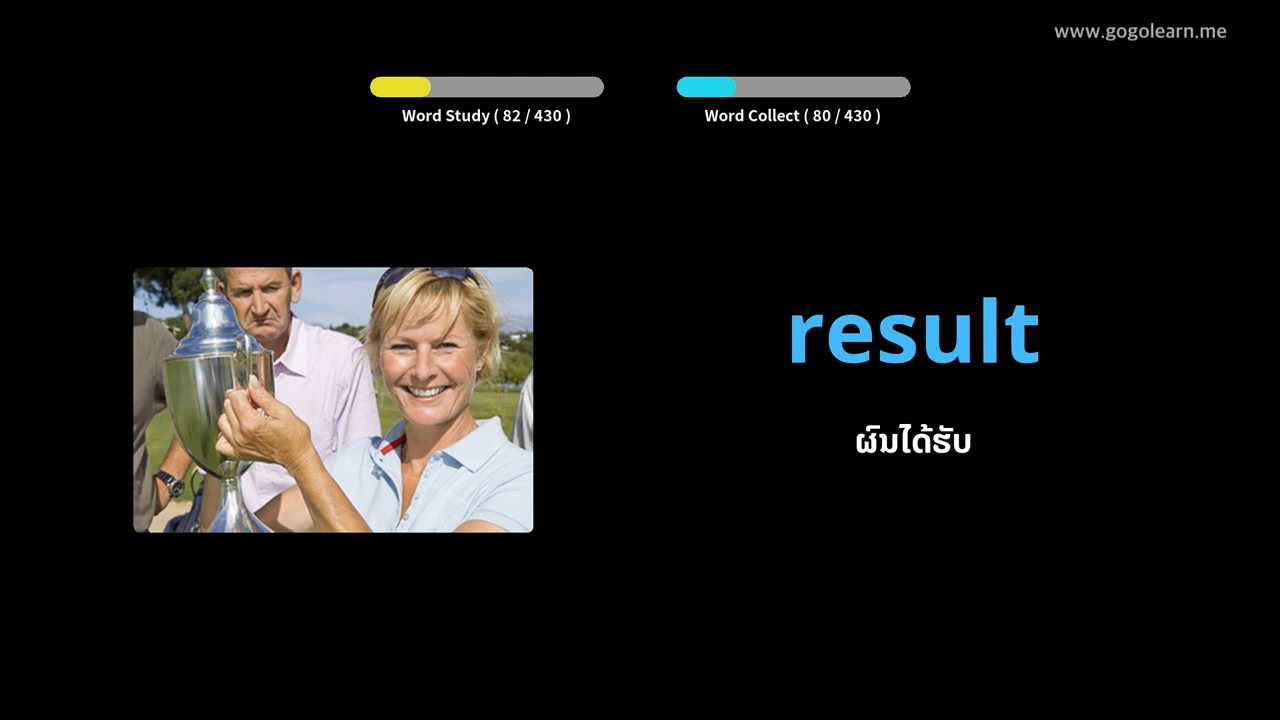 www.gogolearn.me
Word Study ( 82 / 430 )
Word Collect ( 80 / 430 )
result
ຜົນໄດ້ຮັບ